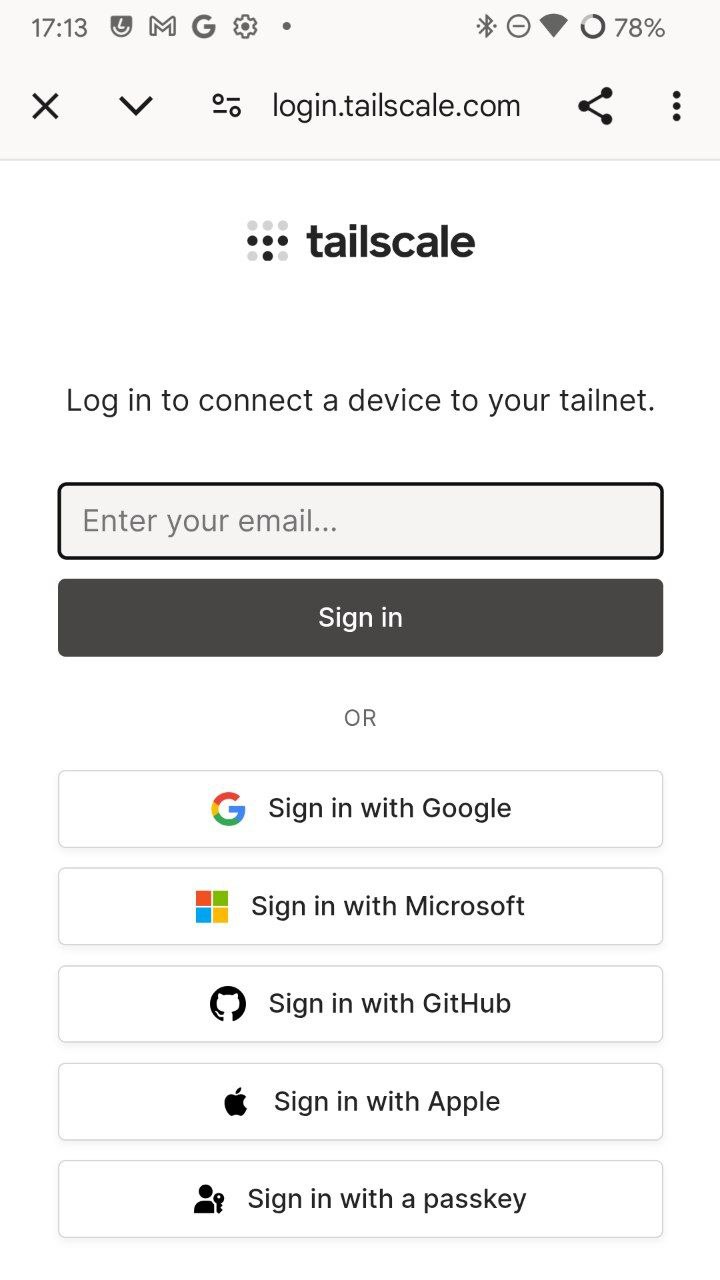 17:13
78%
login.tailscale.com
tailscale
Log in to connect a device to your tailnet.
Enter your email...
Sign in
OR
Sign in with Google
Sign in with Microsoft
Sign in with GitHub
Sign in with Apple
Sign in with a passkey